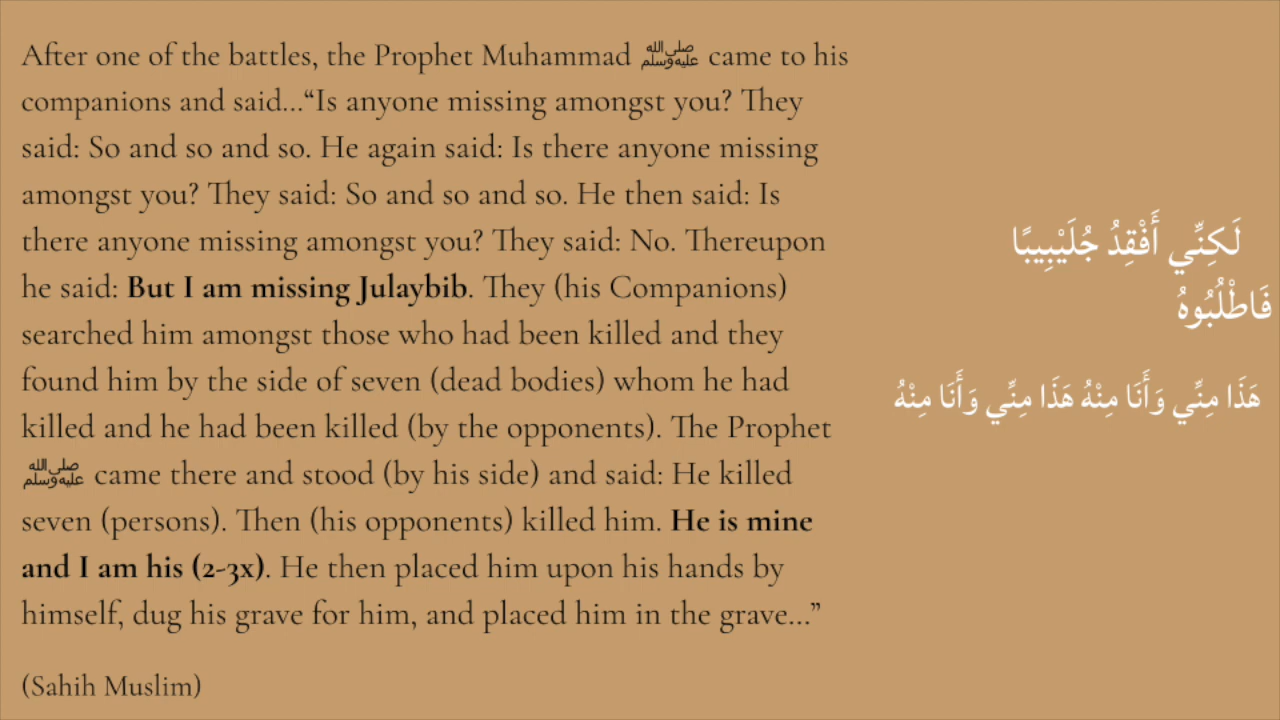 After one of the battles, the Prophet Muhammad ﷺ came to his
companions and said...“Is anyone missing amongst you? They
said: So and so and so. He again said: Is there anyone missing
amongst you? They said: So and so and so. He then said: Is
there anyone missing amongst you? They said: No. Thereupon
he said: But I am missing Julaybib. They (his Companions)
searched him amongst those who had been killed and they
found him by the side of seven (dead bodies) whom he had
killed and he had been killed (by the opponents). The Prophet
ﷺ came there and stood (by his side) and said: He killed
seven (persons). Then (his opponents) killed him. He is mine
and I am his (2-3x). He then placed him upon his hands by
himself, dug his grave for him, and placed him in the grave...”
(Sahih Muslim)
لَكِنِّي أَفْقِدُ جُلَيْبِيبًا
فَاطْلُبُوهُ
هَذَا مِنِّي وَأَنَا مِنْهُ هَذَا مِنِّي وَأَنَا مِنْهُ